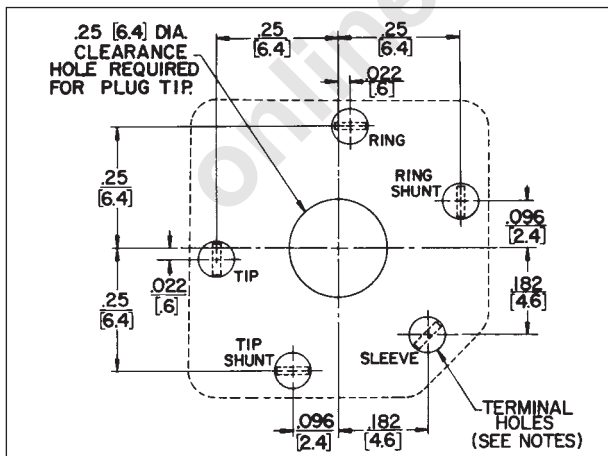 .25 [6.4] DIA.
CLEARANCE
HOLE REQUIRED
FOR PLUG TIP.
.25
[6.4]
.25
[6.4]
.022
[.6]
RING
.25
[6.4]
RING
SHUNT
.096
[2.4]
TIP
.022
[.6]
.182
[4.6]
.25
[6.4]
TIP
SHUNT
SLEEVE
.096
[2.4]
.182
[4.6]
TERMINAL
HOLES
(SEE NOTES)
online